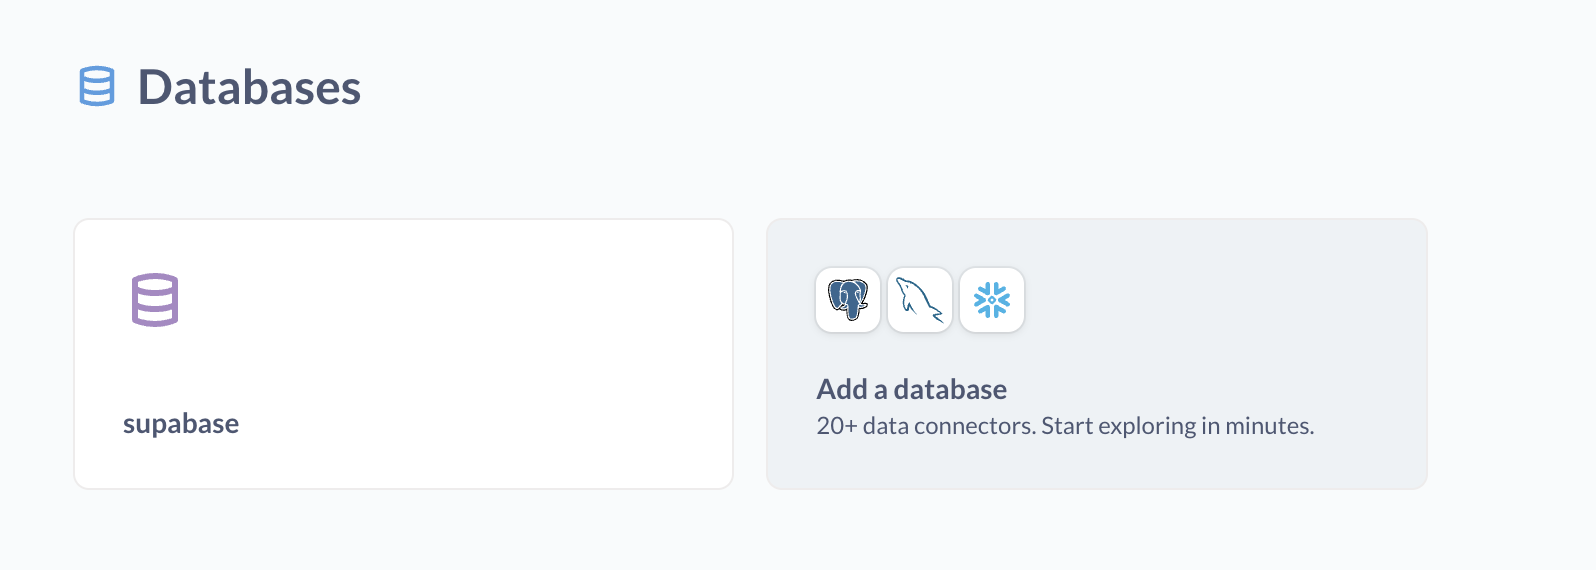 Databases
supabase
Add a database
20+ data connectors. Start exploring in minutes.